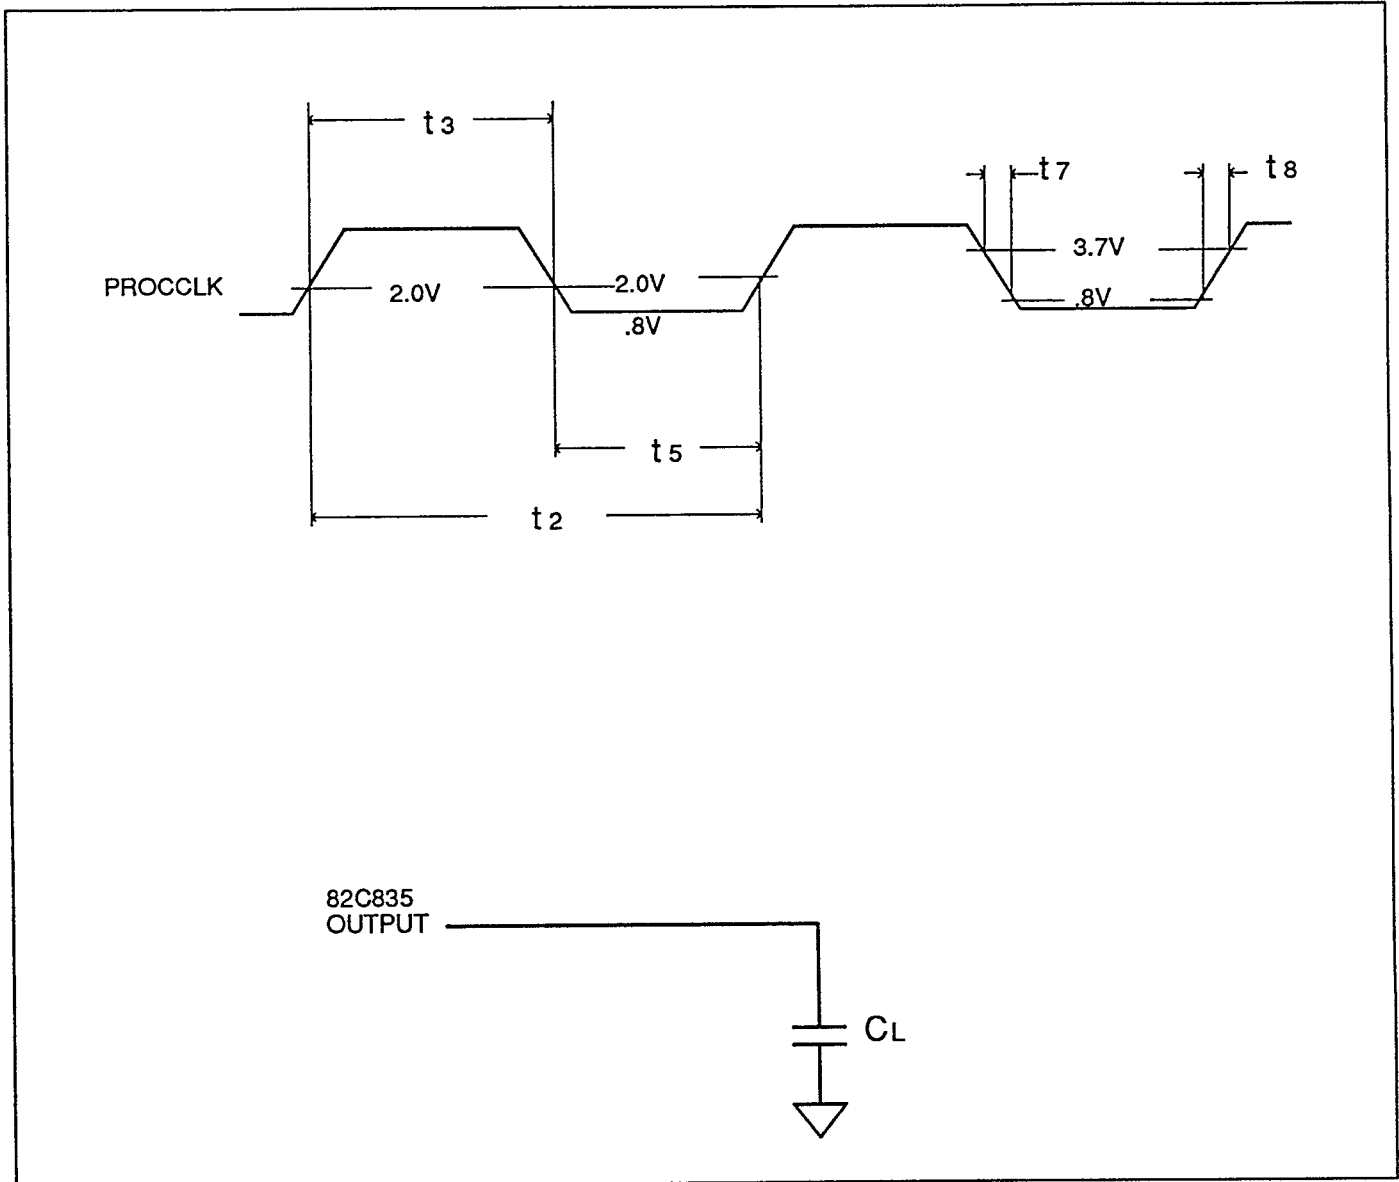 t3
t7
t8
PROCCLK
2.0V
2.0V
3.7V
.8V
.8V
t5
t2
82C835
OUTPUT
CL